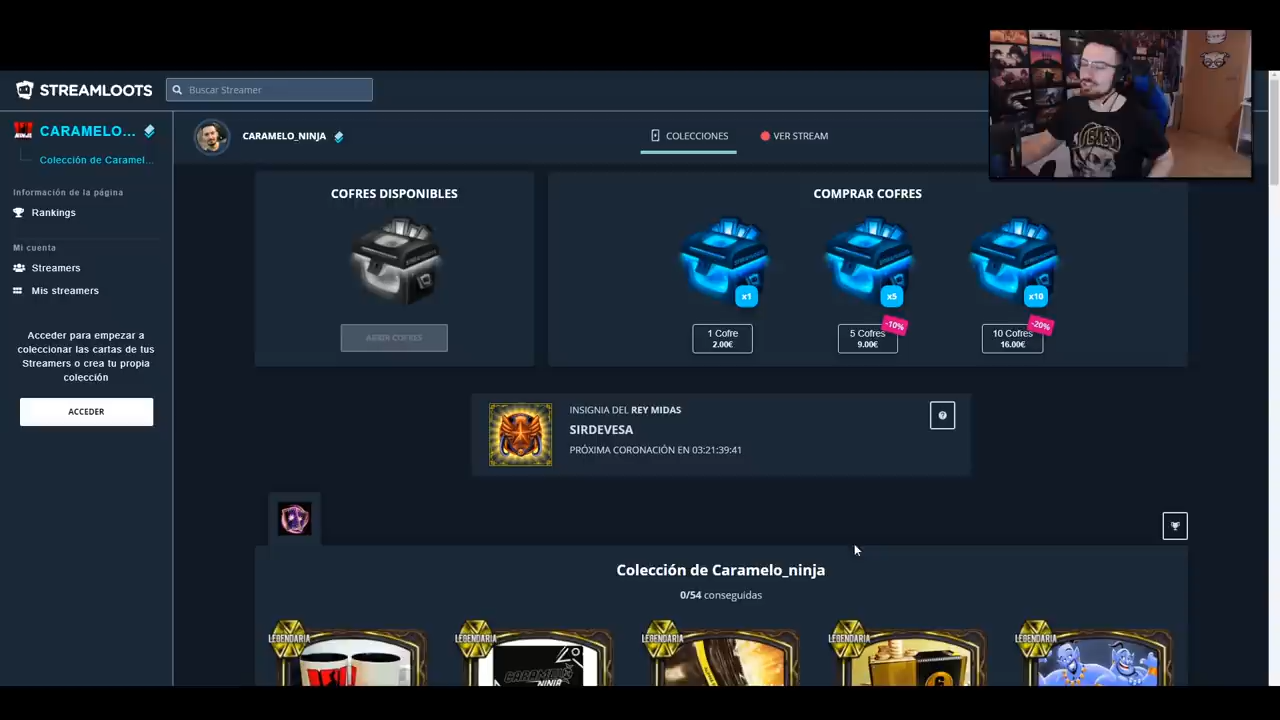 STREAMLOOTS
Buscar Streamer
CARAMELO...
Colección de Caramel...
Información de la página
Rankings
Mi cuenta
Streamers
Mis streamers
Acceder para empezar a
coleccionar las cartas de tus
Streamers o crea tu propia
colección
ACCEDER
CARAMELO_NINJA
COLECCIONES
VER STREAM
COFRES DISPONIBLES
ABRIR COFRES
COMPRAR COFRES
x1
x5
x10
1 Cofre
2.00€
-10%
5 Cofres
9.00€
-20%
10 Cofres
16.00€
INSIGNIA DEL REY MIDAS
SIRDEVESA
PRÓXIMA CORONACIÓN EN 03:21:39:41
Colección de Caramelo_ninja
0/54 conseguidas
LEGENDARIA
LEGENDARIA
LEGENDARIA
LEGENDARIA
LEGENDARIA
CARAMELO
NINJA